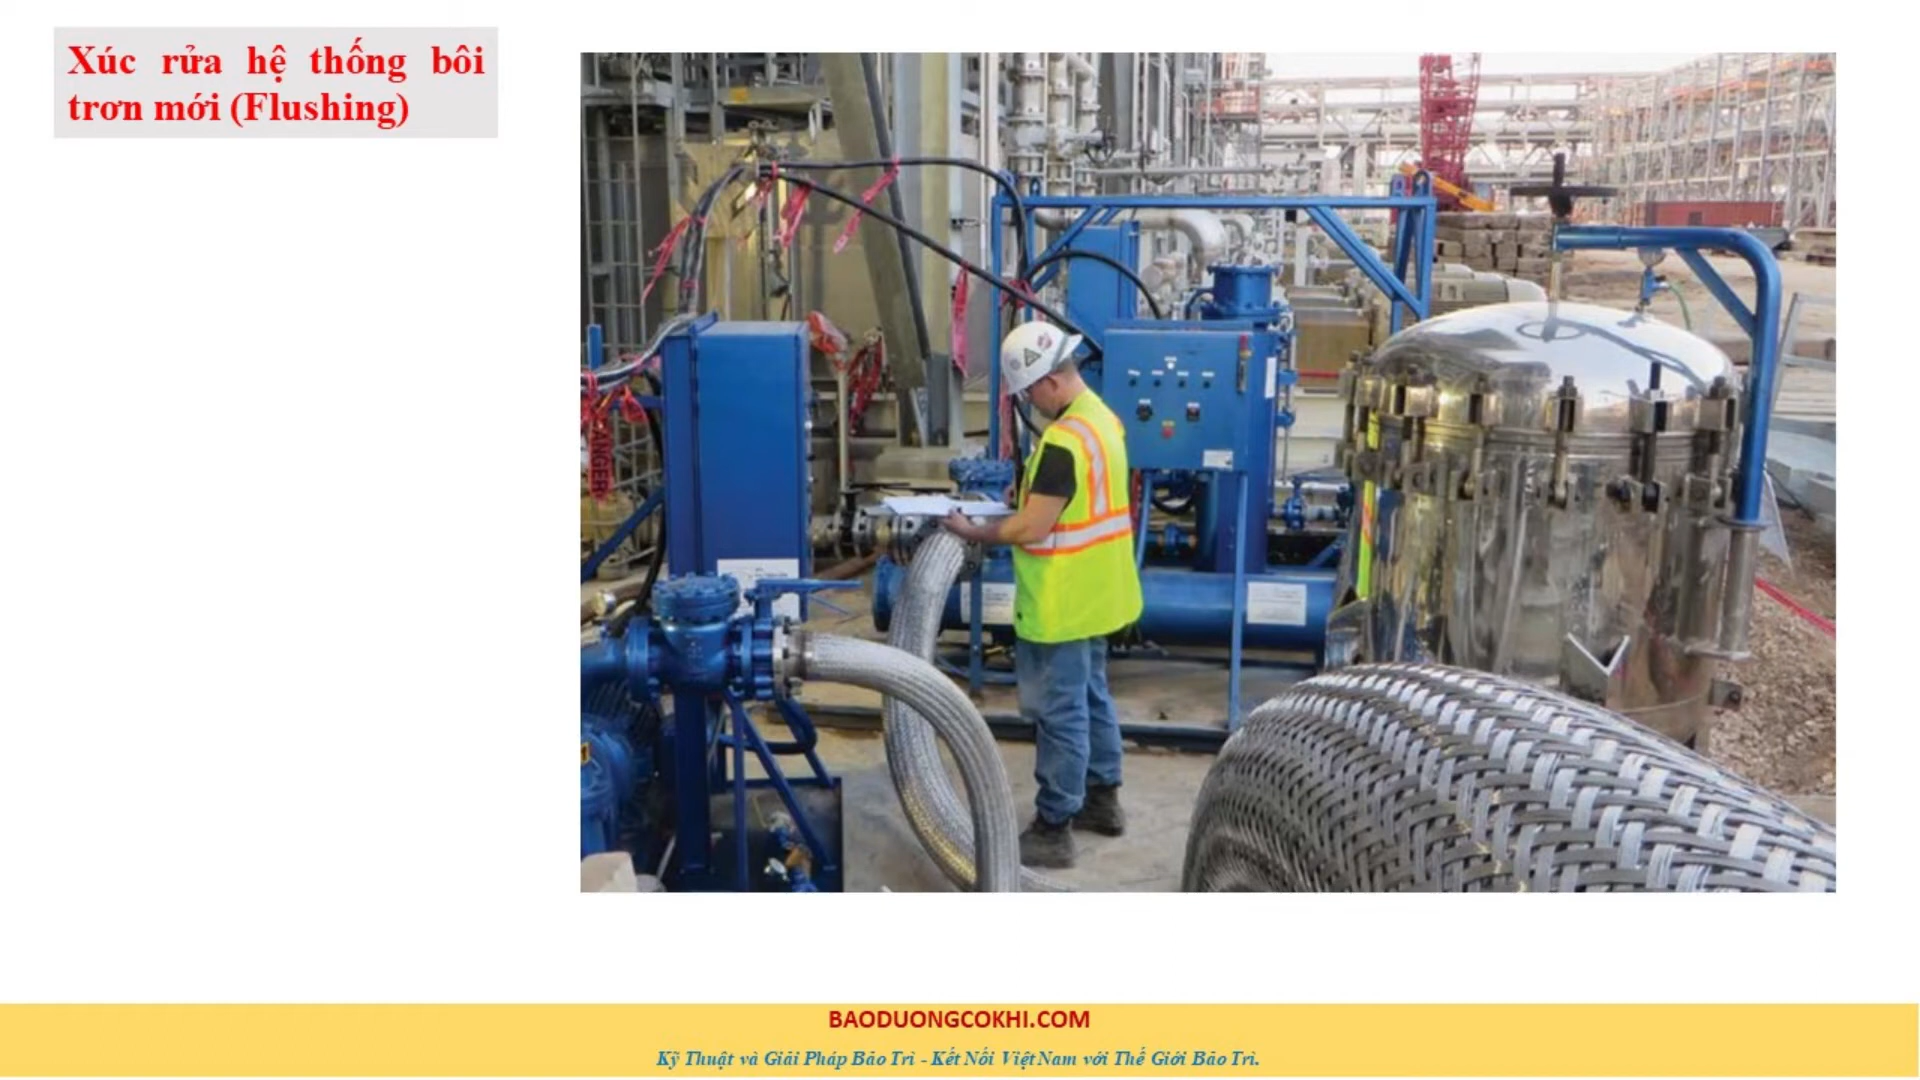 Xúc rửa hệ thống bôi
trơn mới (Flushing)
BAODUONGCOKHI.COM
Kỹ Thuật và Giải Pháp Bảo Trì - Kết Nối Việt Nam với Thế Giới Bảo Trì.